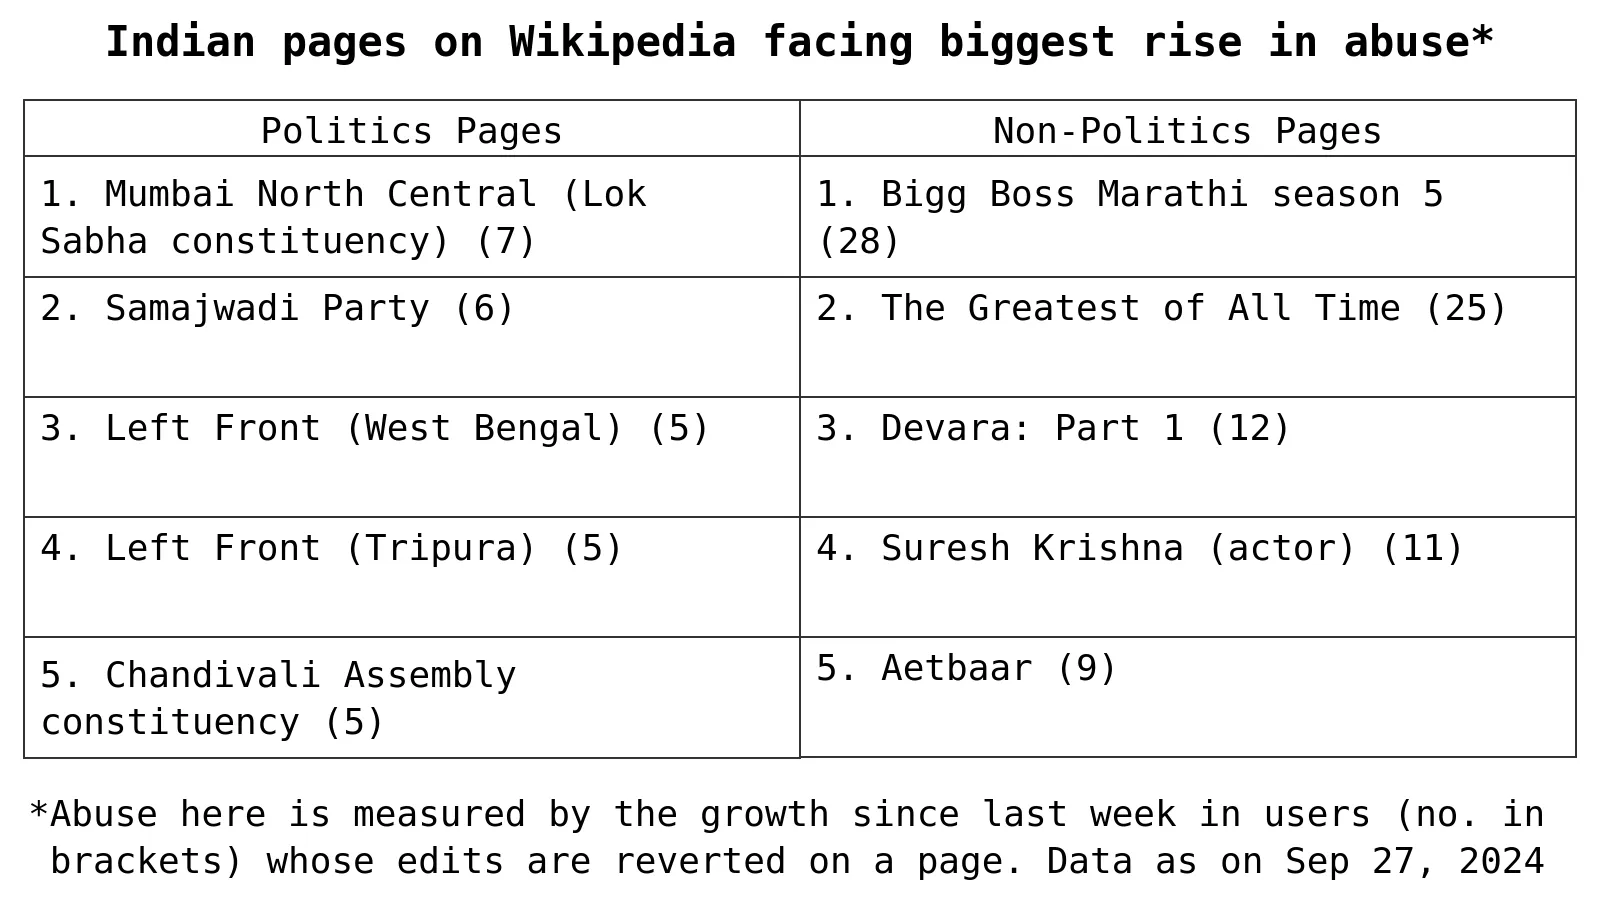 Indian pages on Wikipedia facing biggest rise in abuse*
Politics Pages
Non-Politics Pages
1. Mumbai North Central (Lok
Sabha constituency) (7)
1. Bigg Boss Marathi season 5
(28)
2. Samajwadi Party (6)
2. The Greatest of All Time (25)
3. Left Front (West Bengal) (5)
3. Devara: Part 1 (12)
4. Left Front (Tripura) (5)
4. Suresh Krishna (actor) (11)
5. Chandivali Assembly
constituency (5)
5. Aetbaar (9)
*Abuse here is measured by the growth since last week in users (no. in
brackets) whose edits are reverted on a page. Data as on Sep 27, 2024